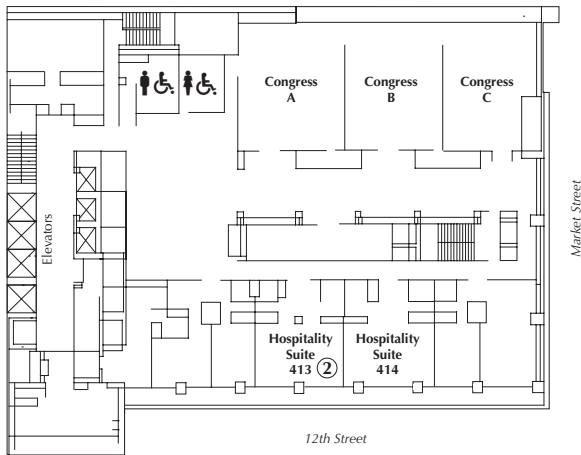 Congress
A
Congress
B
Congress
C
Market Street
Elevators
Hospitality
Suite
413 2
Hospitality
Suite
414
12th Street